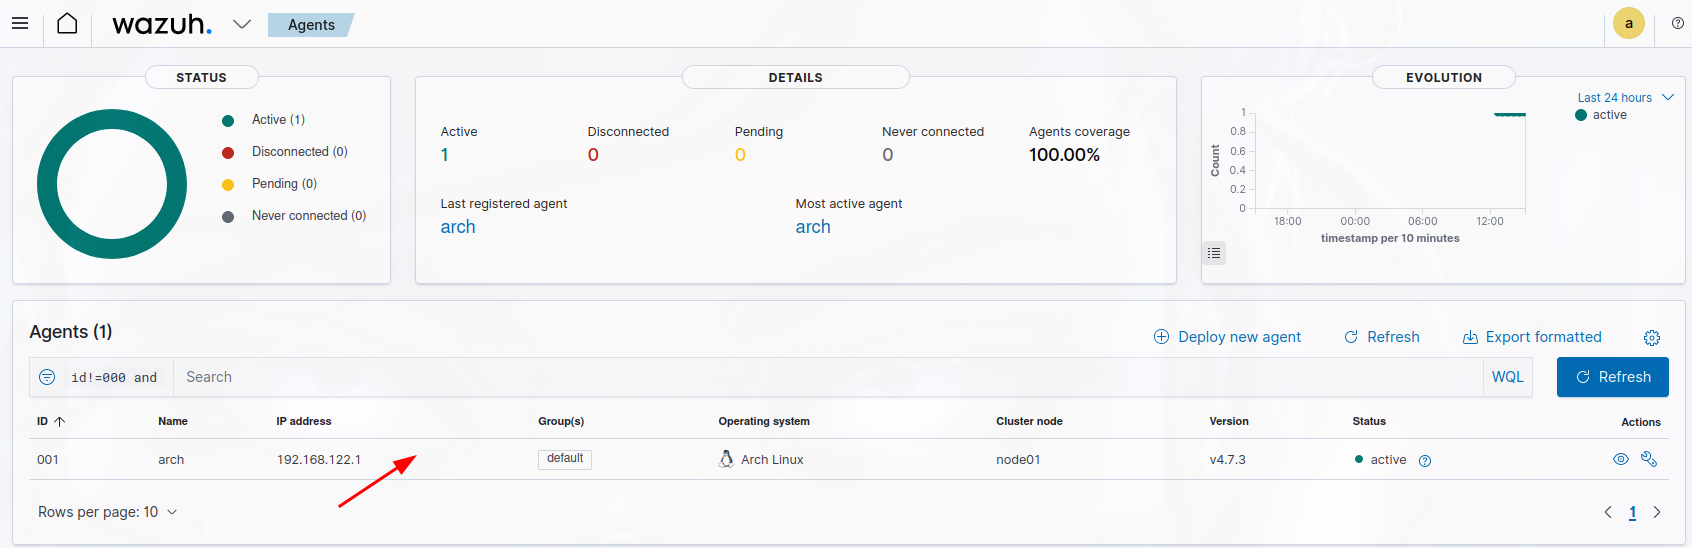 wazuh.
Agents
a
STATUS
Active (1)
Disconnected (0)
Pending (0)
Never connected (0)
DETAILS
Active
1
Disconnected
0
Pending
0
Never connected
0
Agents coverage
100.00%
Last registered agent
arch
Most active agent
arch
EVOLUTION
Last 24 hours
active
Count
1
0.8
0.6
0.4
0.2
0
18:00 00:00 06:00 12:00
timestamp per 10 minutes
Agents (1)
Deploy new agent Refresh Export formatted
id!=000 and Search WQL Refresh
ID Name IP address Group(s) Operating system Cluster node Version Status Actions
001 arch 192.168.122.1 default Arch Linux node01 v4.7.3 active
Rows per page: 10
1